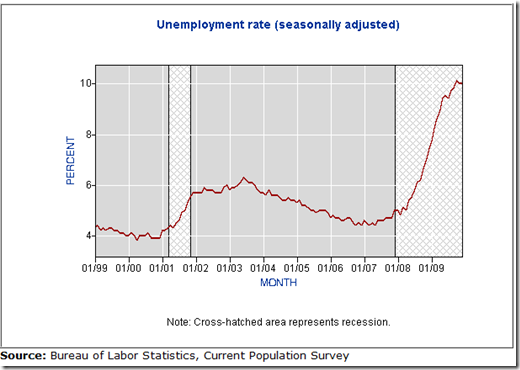 Unemployment rate (seasonally adjusted)
10
8
6
4
PERCENT
01/99 01/00 01/01 01/02 01/03 01/04 01/05 01/06 01/07 01/08 01/09
MONTH
Note: Cross-hatched area represents recession.
Source: Bureau of Labor Statistics, Current Population Survey